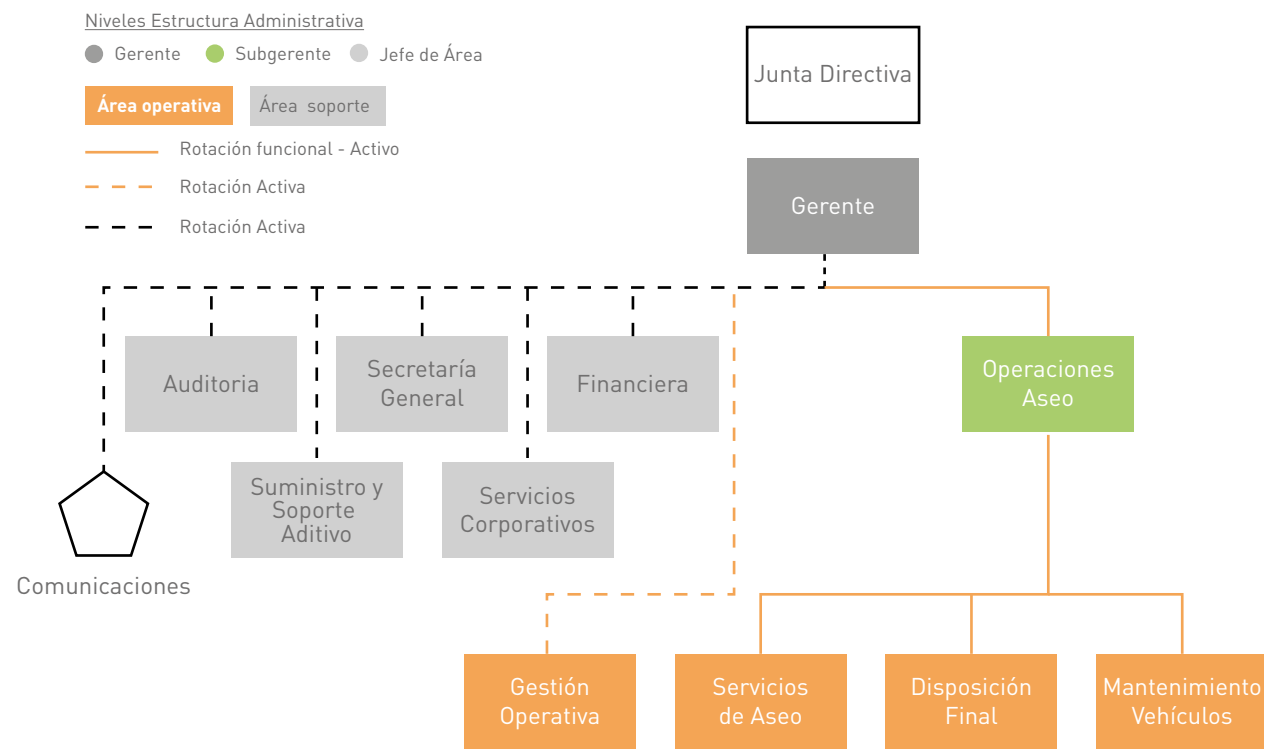 Niveles Estructura Administrativa
Gerente Subgerente Jefe de Área
Área operativa Área soporte
Rotación funcional - Activo
Rotación Activa
Rotación Activa
Junta Directiva
Gerente
Auditoria
Secretaría
General
Financiera
Operaciones
Aseo
Suministro y
Soporte
Aditivo
Servicios
Corporativos
Comunicaciones
Gestión
Operativa
Servicios
de Aseo
Disposición
Final
Mantenimiento
Vehículos